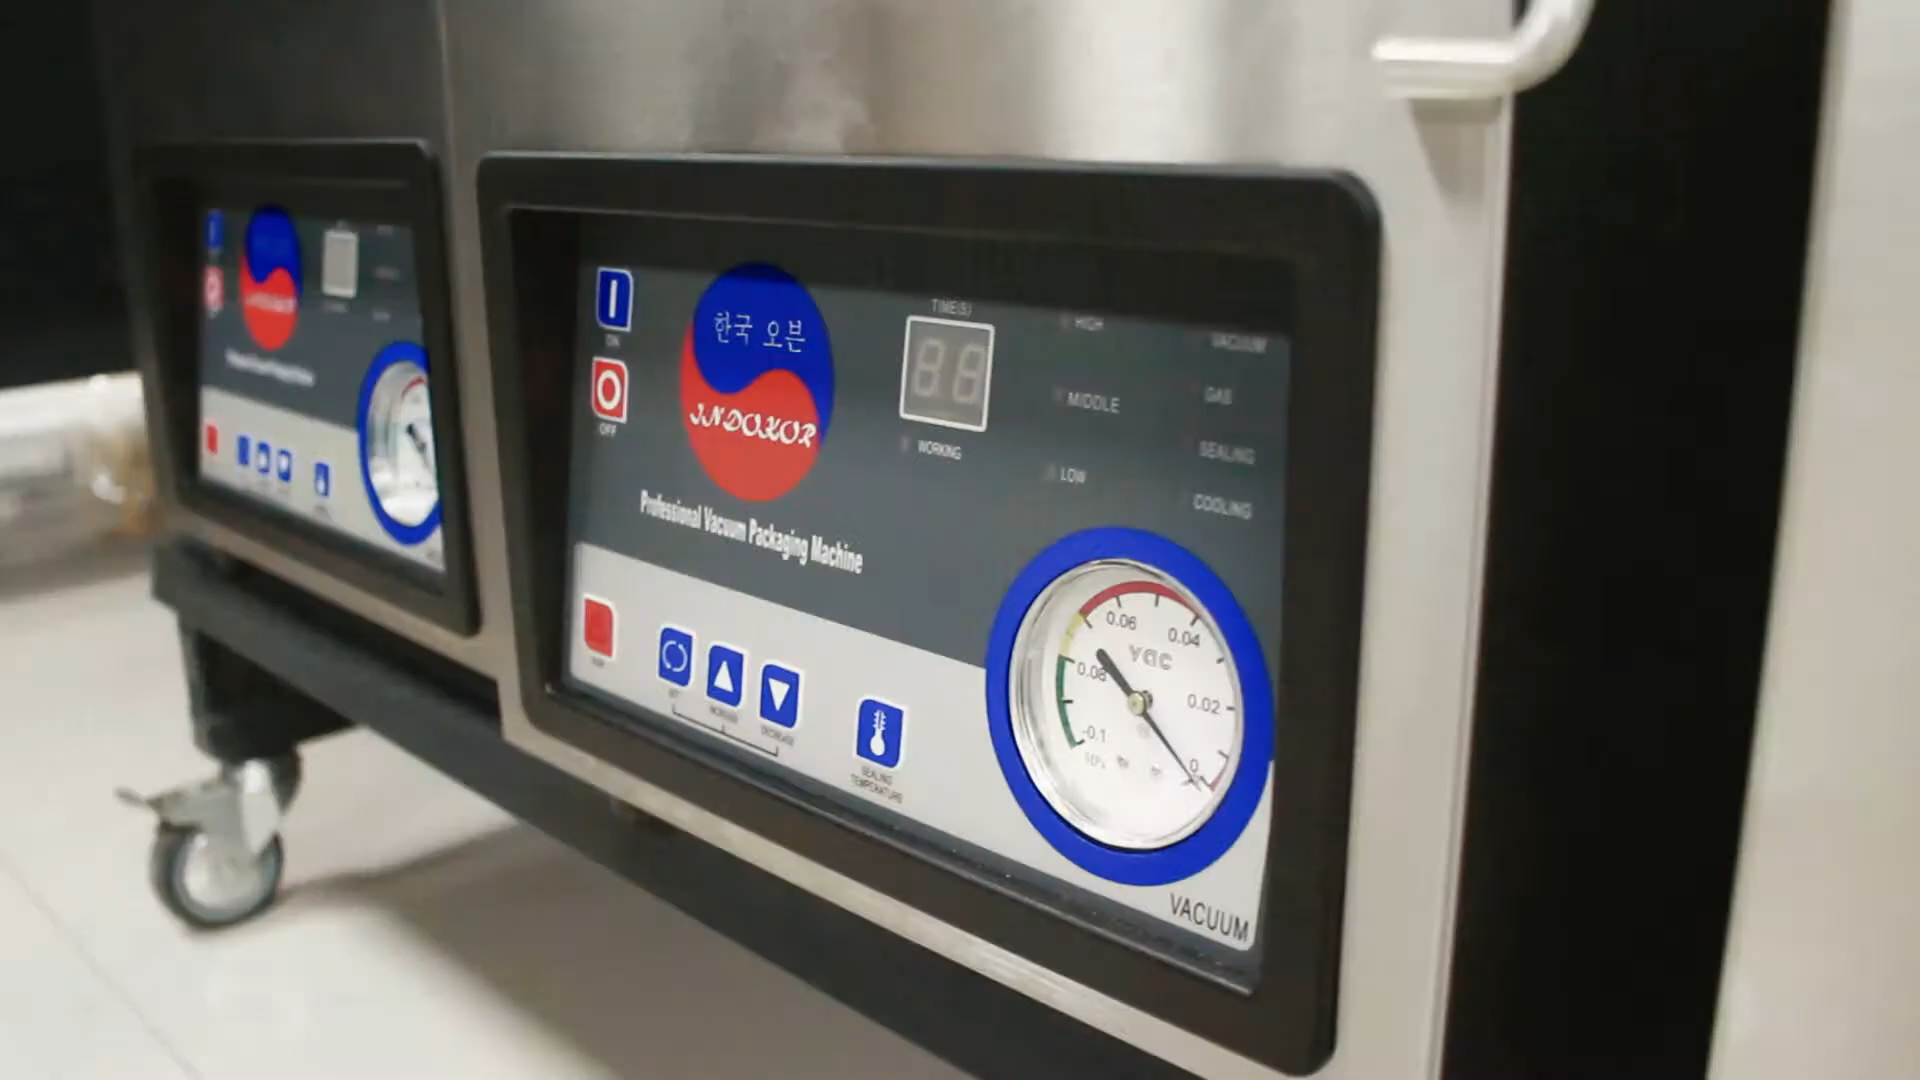 ON
OFF
한국 오븐
INDOKOR
Professional Vacuum Packaging Machine
TIME(S)
88
WORKING
HIGH
MIDDLE
LOW
VACUUM
GAS
SEALING
COOLING
SET
INCREASE
DECREASE
SEALING
TEMPERATURE
0.06
0.04
VAC
0.08
0.02
-0.1
0
VACUUM